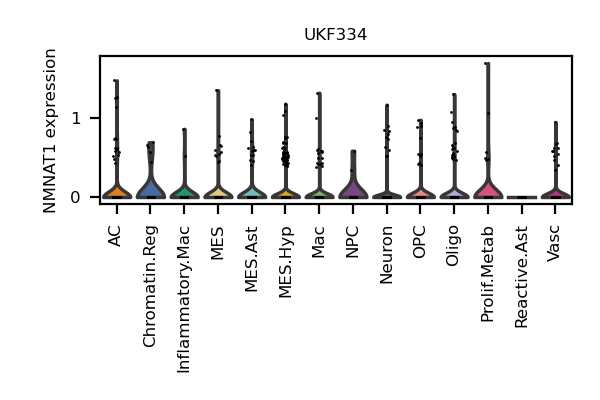 UKF334
NMNAT1 expression
1
0
AC
Chromatin.Reg
Inflammatory.Mac
MES
MES.Ast
MES.Hyp
Mac
NPC
Neuron
OPC
Oligo
Prolif.Metab
Reactive.Ast
Vasc